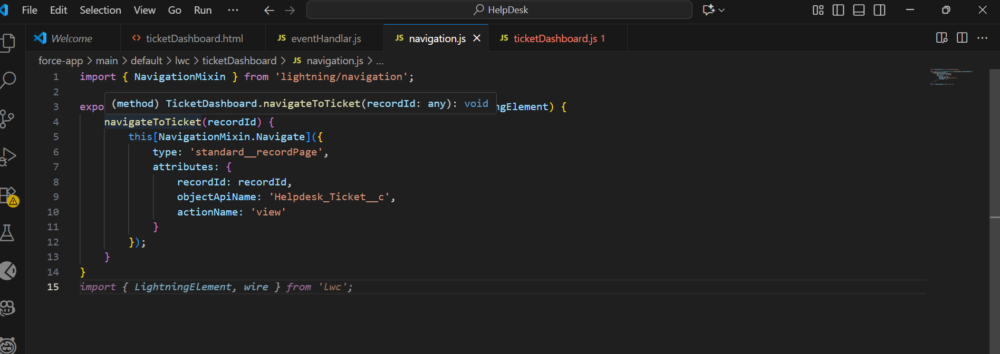 File Edit Selection View Go Run ··· HelpDesk
Welcome ticketDashboard.html JS eventHandlar.js JS navigation.js JS ticketDashboard.js 1
force-app > main > default > lwc > ticketDashboard > JS navigation.js > ...
1 import { NavigationMixin } from 'lightning/navigation';
2
(method) TicketDashboard.navigateToTicket(recordId: any): void
3 expo ngElement) {
4 navigateToTicket(recordId) {
5 this[NavigationMixin.Navigate]({
6 type: 'standard__recordPage',
7 attributes: {
8 recordId: recordId,
9 objectApiName: 'Helpdesk_Ticket__c',
10 actionName: 'view'
11 }
12 });
13 }
14 }
15 import { LightningElement, wire } from 'lwc';